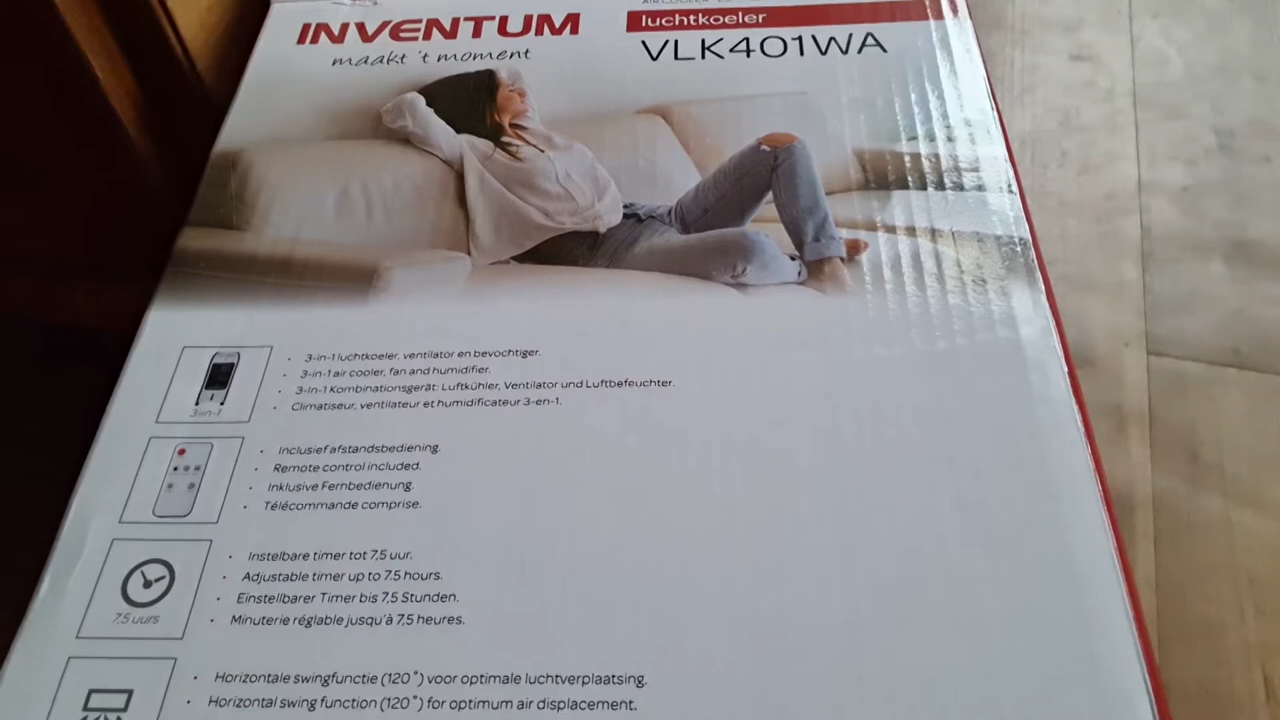 INVENTUM
maakt 't moment
luchtkoeler
VLK401WA
3-in-1
3-in-1 luchtkoeler, ventilator en bevochtiger.
3-in-1 air cooler, fan and humidifier.
3-In-1 Kombinationsgerät: Luftkühler, Ventilator und Luftbefeuchter.
Climatiseur, ventilateur et humidificateur 3-en-1.
Inclusief afstandsbediening.
Remote control included.
Inklusive Fernbedienung.
Télécommande comprise.
7,5 uurs
Instelbare timer tot 7,5 uur.
Adjustable timer up to 7.5 hours.
Einstellbarer Timer bis 7,5 Stunden.
Minuterie réglable jusqu'à 7,5 heures.
Horizontale swingfunctie (120°) voor optimale luchtverplaatsing.
Horizontal swing function (120°) for optimum air displacement.